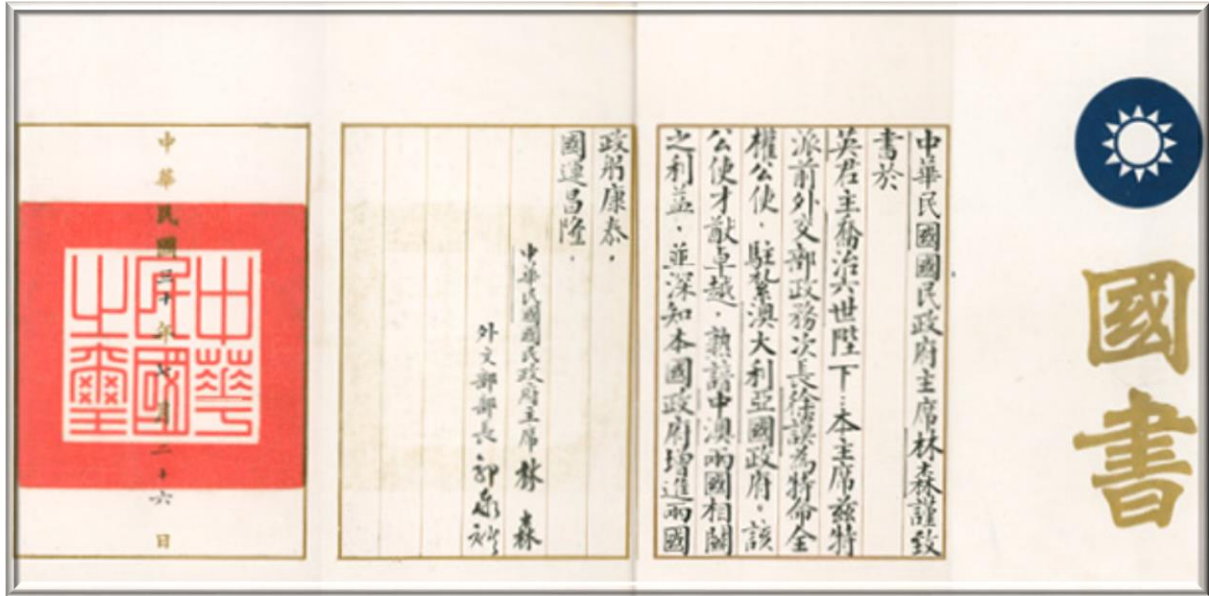 國書
中華民國國民政府主席林森謹致
書於
英君主喬治六世陛下：本主席茲特
派前外交部政務次長徐謨為特命全
權公使，駐紮澳大利亞國政府，該
公使才猷卓越，熟諳中澳兩國相關
之利益，並深知本國政府增進兩國
政躬康泰，
國運昌隆．
中華民國國民政府主席 林 森
外交部部長 郭泰祺
中華民國三十年七月二十六日
中華
民國
之璽